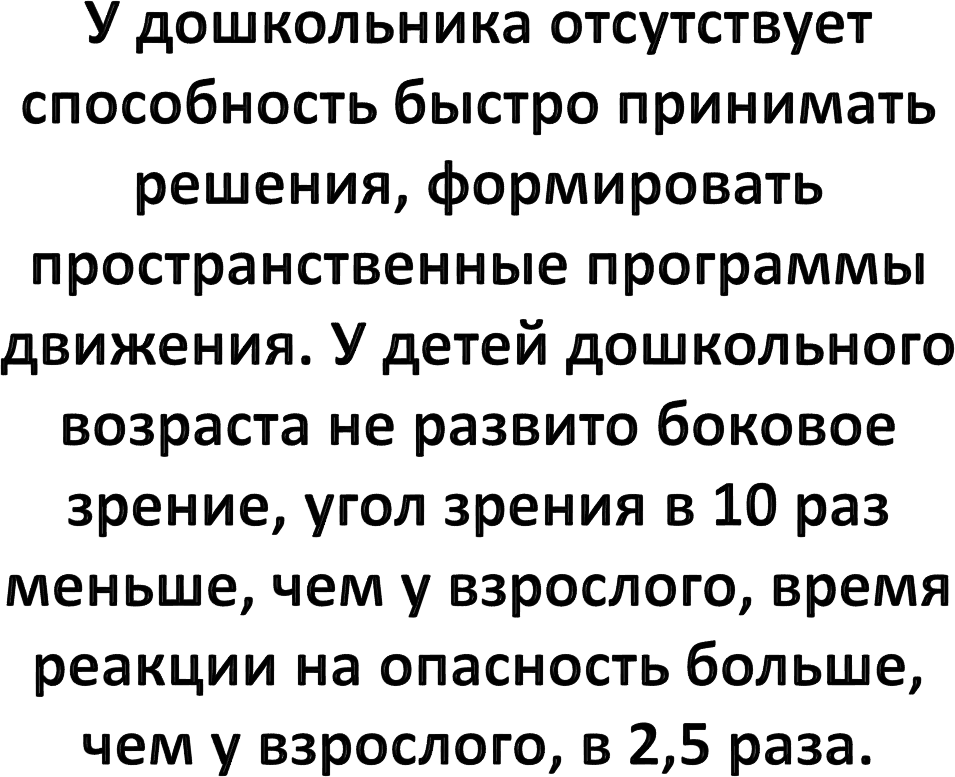 У дошкольника отсутствует
способность быстро принимать
решения, формировать
пространственные программы
движения. У детей дошкольного
возраста не развито боковое
зрение, угол зрения в 10 раз
меньше, чем у взрослого, время
реакции на опасность больше,
чем у взрослого, в 2,5 раза.